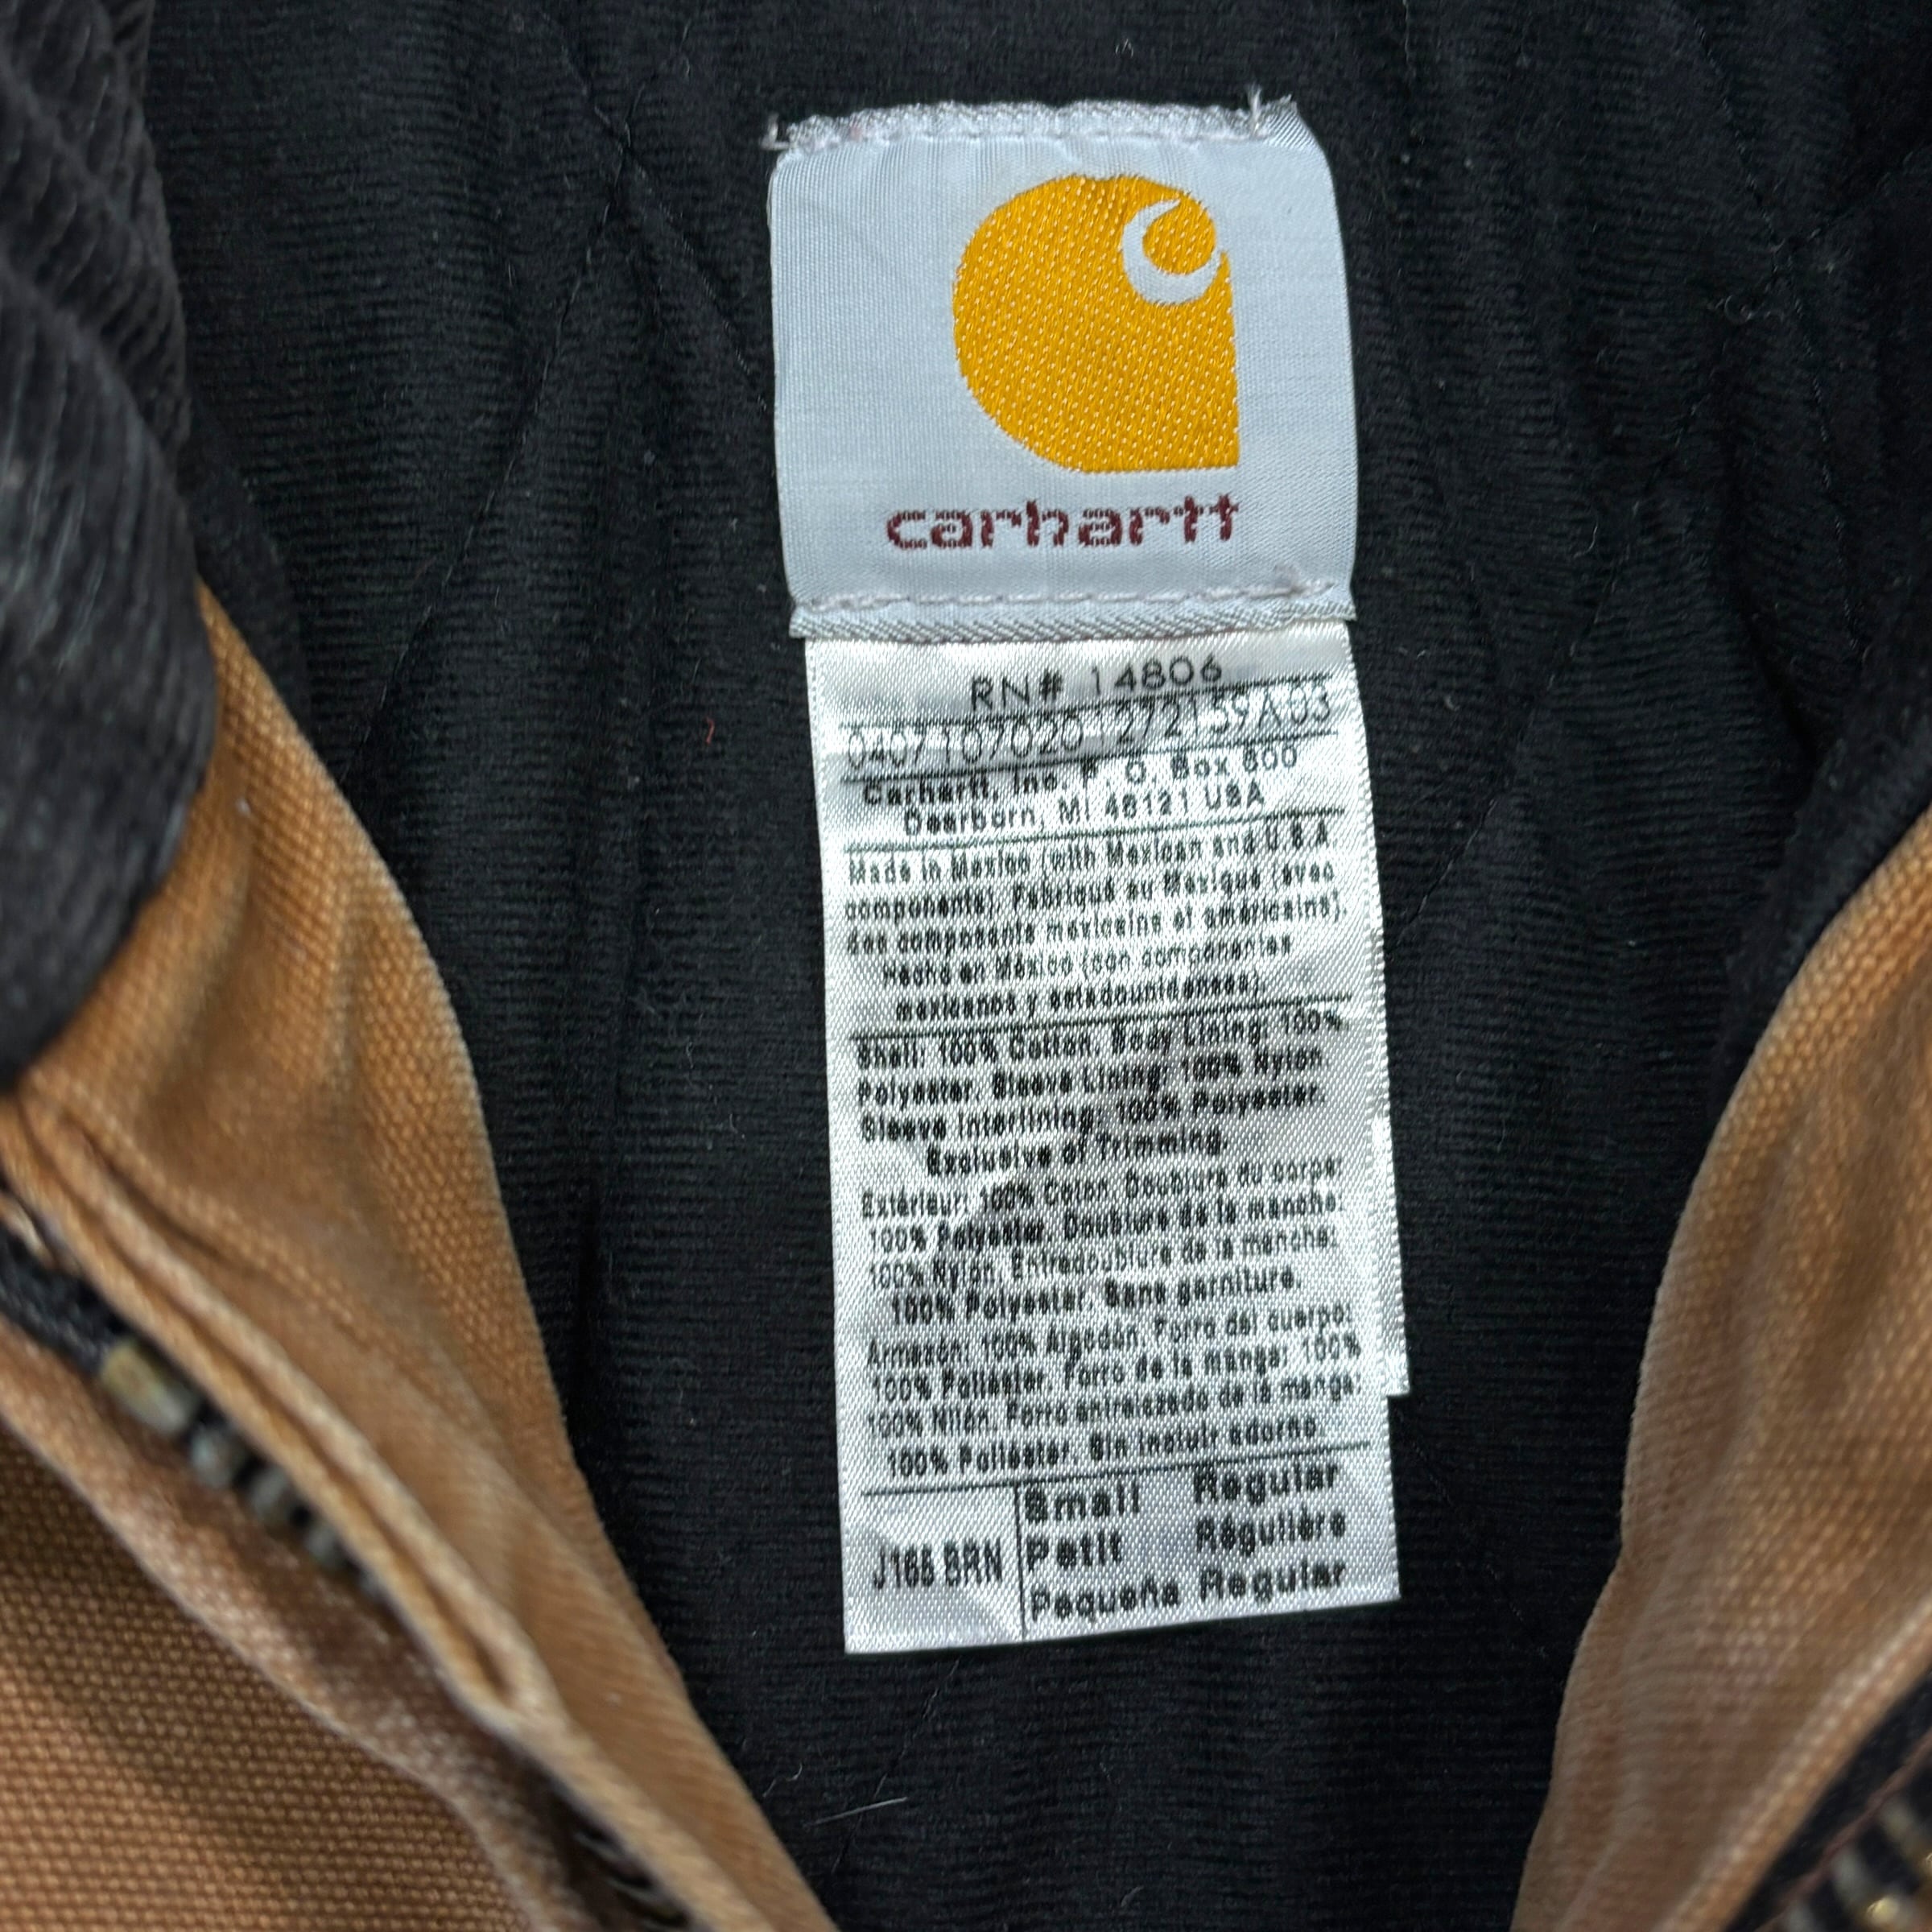 carhartt
RN# 14806
0407107020 1272159A03
Carhartt, Inc. P.O. Box 600
Dearborn, MI 48121 USA
Made in Mexico (with Mexican and U S A
components). Fabriqué au Mexique (avec
des composants mexicains et américains).
Hecho en México (con componentes
mexicanos y estadounidenses).
Shell: 100% Cotton. Body Lining: 100%
Polyester. Sleeve Lining: 100% Nylon
Sleeve Interlining: 100% Polyester.
Exclusive of Trimming.
Extérieur: 100% Coton. Doublure du corps:
100% Polyester. Doublure de la manche:
100% Nylon. Entredoublure de la manche:
100% Polyester. Sans garniture.
Armazón: 100% Algodón. Forro del cuerpo:
100% Poliéster. Forro de la manga: 100%
100% Nilón. Forro entrelazado de la manga:
100% Poliéster. Sin incluir adorno.
J165 BRN
Small Regular
Petit Régulière
Pequeña Regular